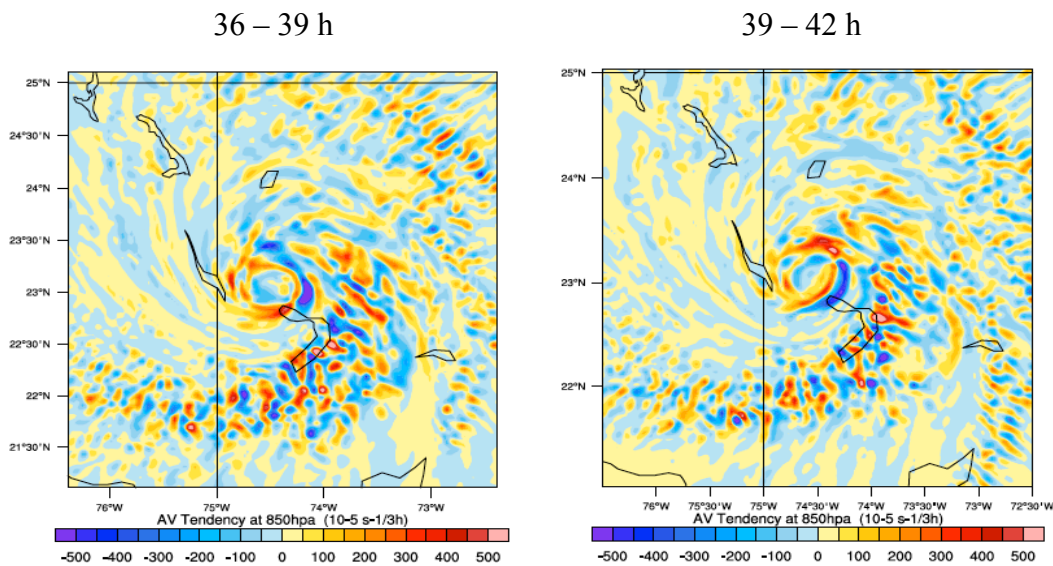 36 – 39 h
39 – 42 h
25°N
24°30'N
24°N
23°30'N
23°N
22°30'N
22°N
21°30'N
76°W
75°W
74°W
73°W
AV Tendency at 850hpa (10-5 s-1/3h)
-500 -400 -300 -200 -100 0 100 200 300 400 500
25°N
24°N
23°N
22°N
76°W
75°30'W
75°W
74°30'W
74°W
73°30'W
73°W
72°30'W
AV Tendency at 850hpa (10-5 s-1/3h)
-500 -400 -300 -200 -100 0 100 200 300 400 500